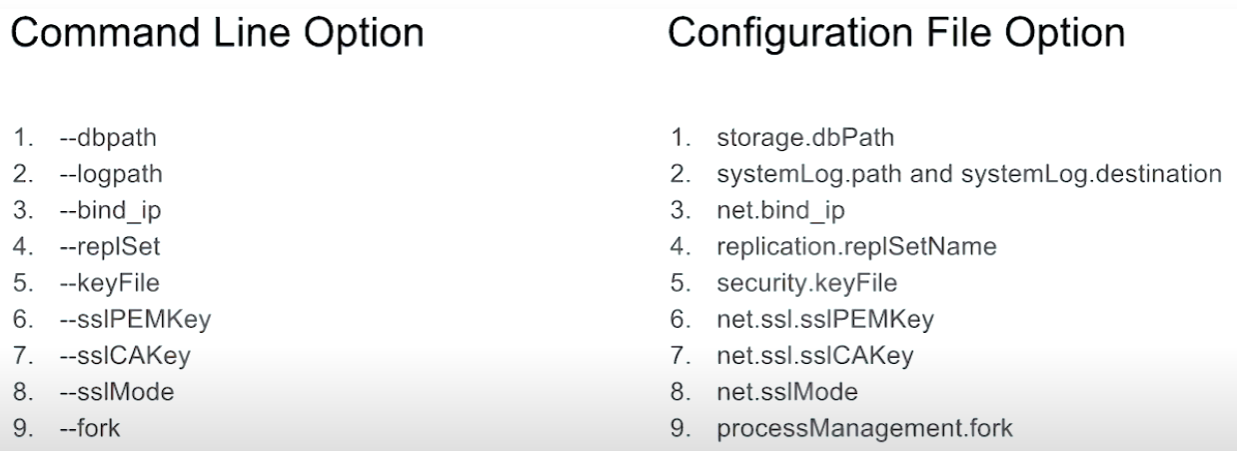 Command Line Option
1. --dbpath
2. --logpath
3. --bind_ip
4. --replSet
5. --keyFile
6. --sslPEMKey
7. --sslCAKey
8. --sslMode
9. --fork
Configuration File Option
1. storage.dbPath
2. systemLog.path and systemLog.destination
3. net.bind_ip
4. replication.replSetName
5. security.keyFile
6. net.ssl.sslPEMKey
7. net.ssl.sslCAKey
8. net.sslMode
9. processManagement.fork